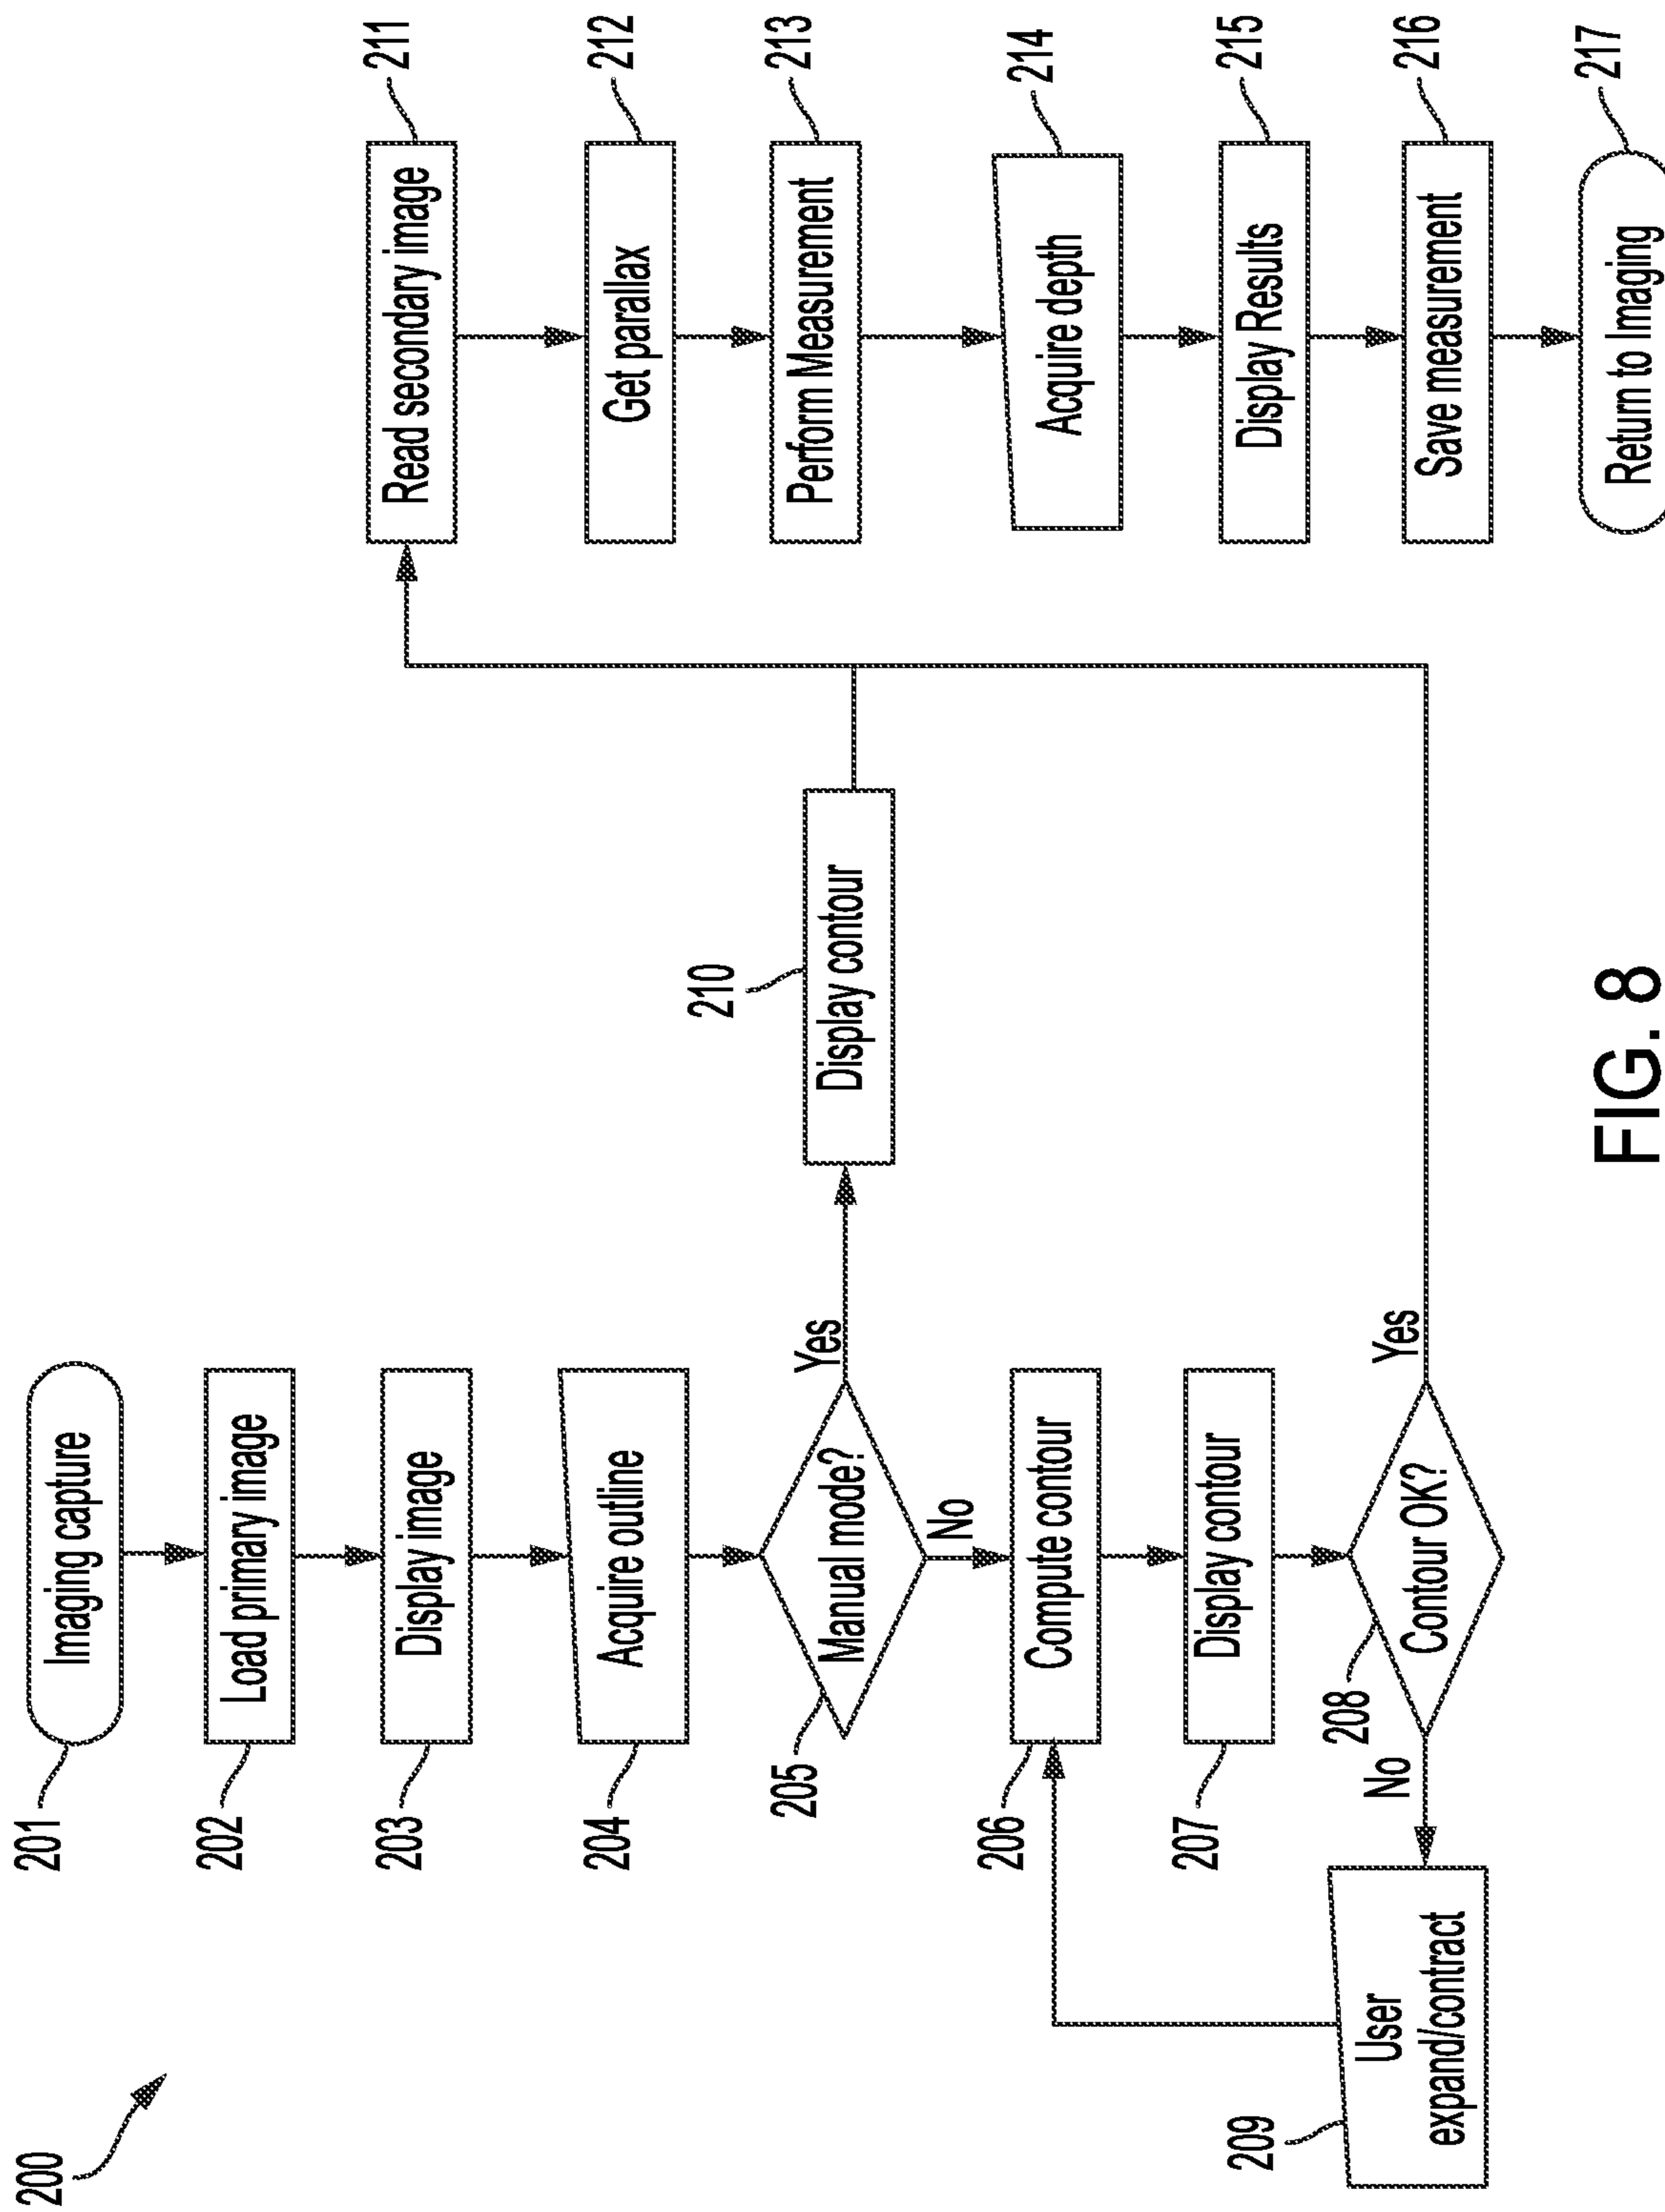 200
201
Imaging capture
202
Load primary image
203
Display image
204
Acquire outline
205
Manual mode?
Yes
No
206
Compute contour
207
Display contour
208
Contour OK?
Yes
No
209
User
expand/contract
210
Display contour
211
Read secondary image
212
Get parallax
213
Perform Measurement
214
Acquire depth
215
Display Results
216
Save measurement
217
Return to Imaging
FIG. 8